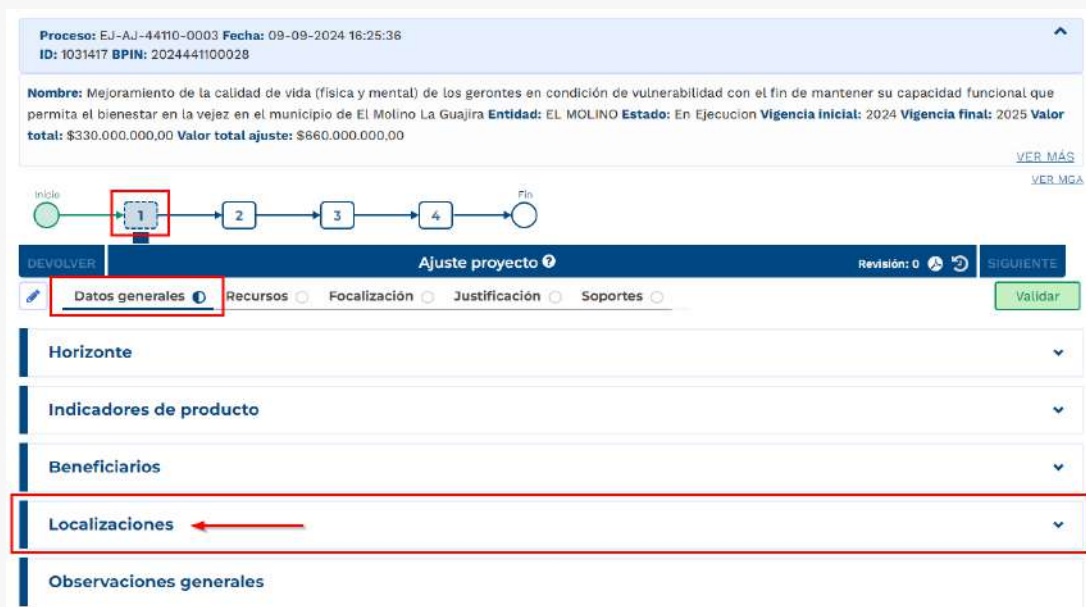 Proceso: EJ-AJ-44110-0003 Fecha: 09-09-2024 16:25:36
ID: 1031417 BPIN: 2024441100028
Nombre: Mejoramiento de la calidad de vida (física y mental) de los gerontes en condición de vulnerabilidad con el fin de mantener su capacidad funcional que
permita el bienestar en la vejez en el municipio de El Molino La Guajira Entidad: EL MOLINO Estado: En Ejecucion Vigencia inicial: 2024 Vigencia final: 2025 Valor
total: $330.000.000,00 Valor total ajuste: $660.000.000,00
VER MÁS
VER MGA
Inicio
Fin
1 2 3 4
DEVOLVER Ajuste proyecto Revisión: 0 SIGUIENTE
Datos generales Recursos Focalización Justificación Soportes Validar
Horizonte
Indicadores de producto
Beneficiarios
Localizaciones
Observaciones generales